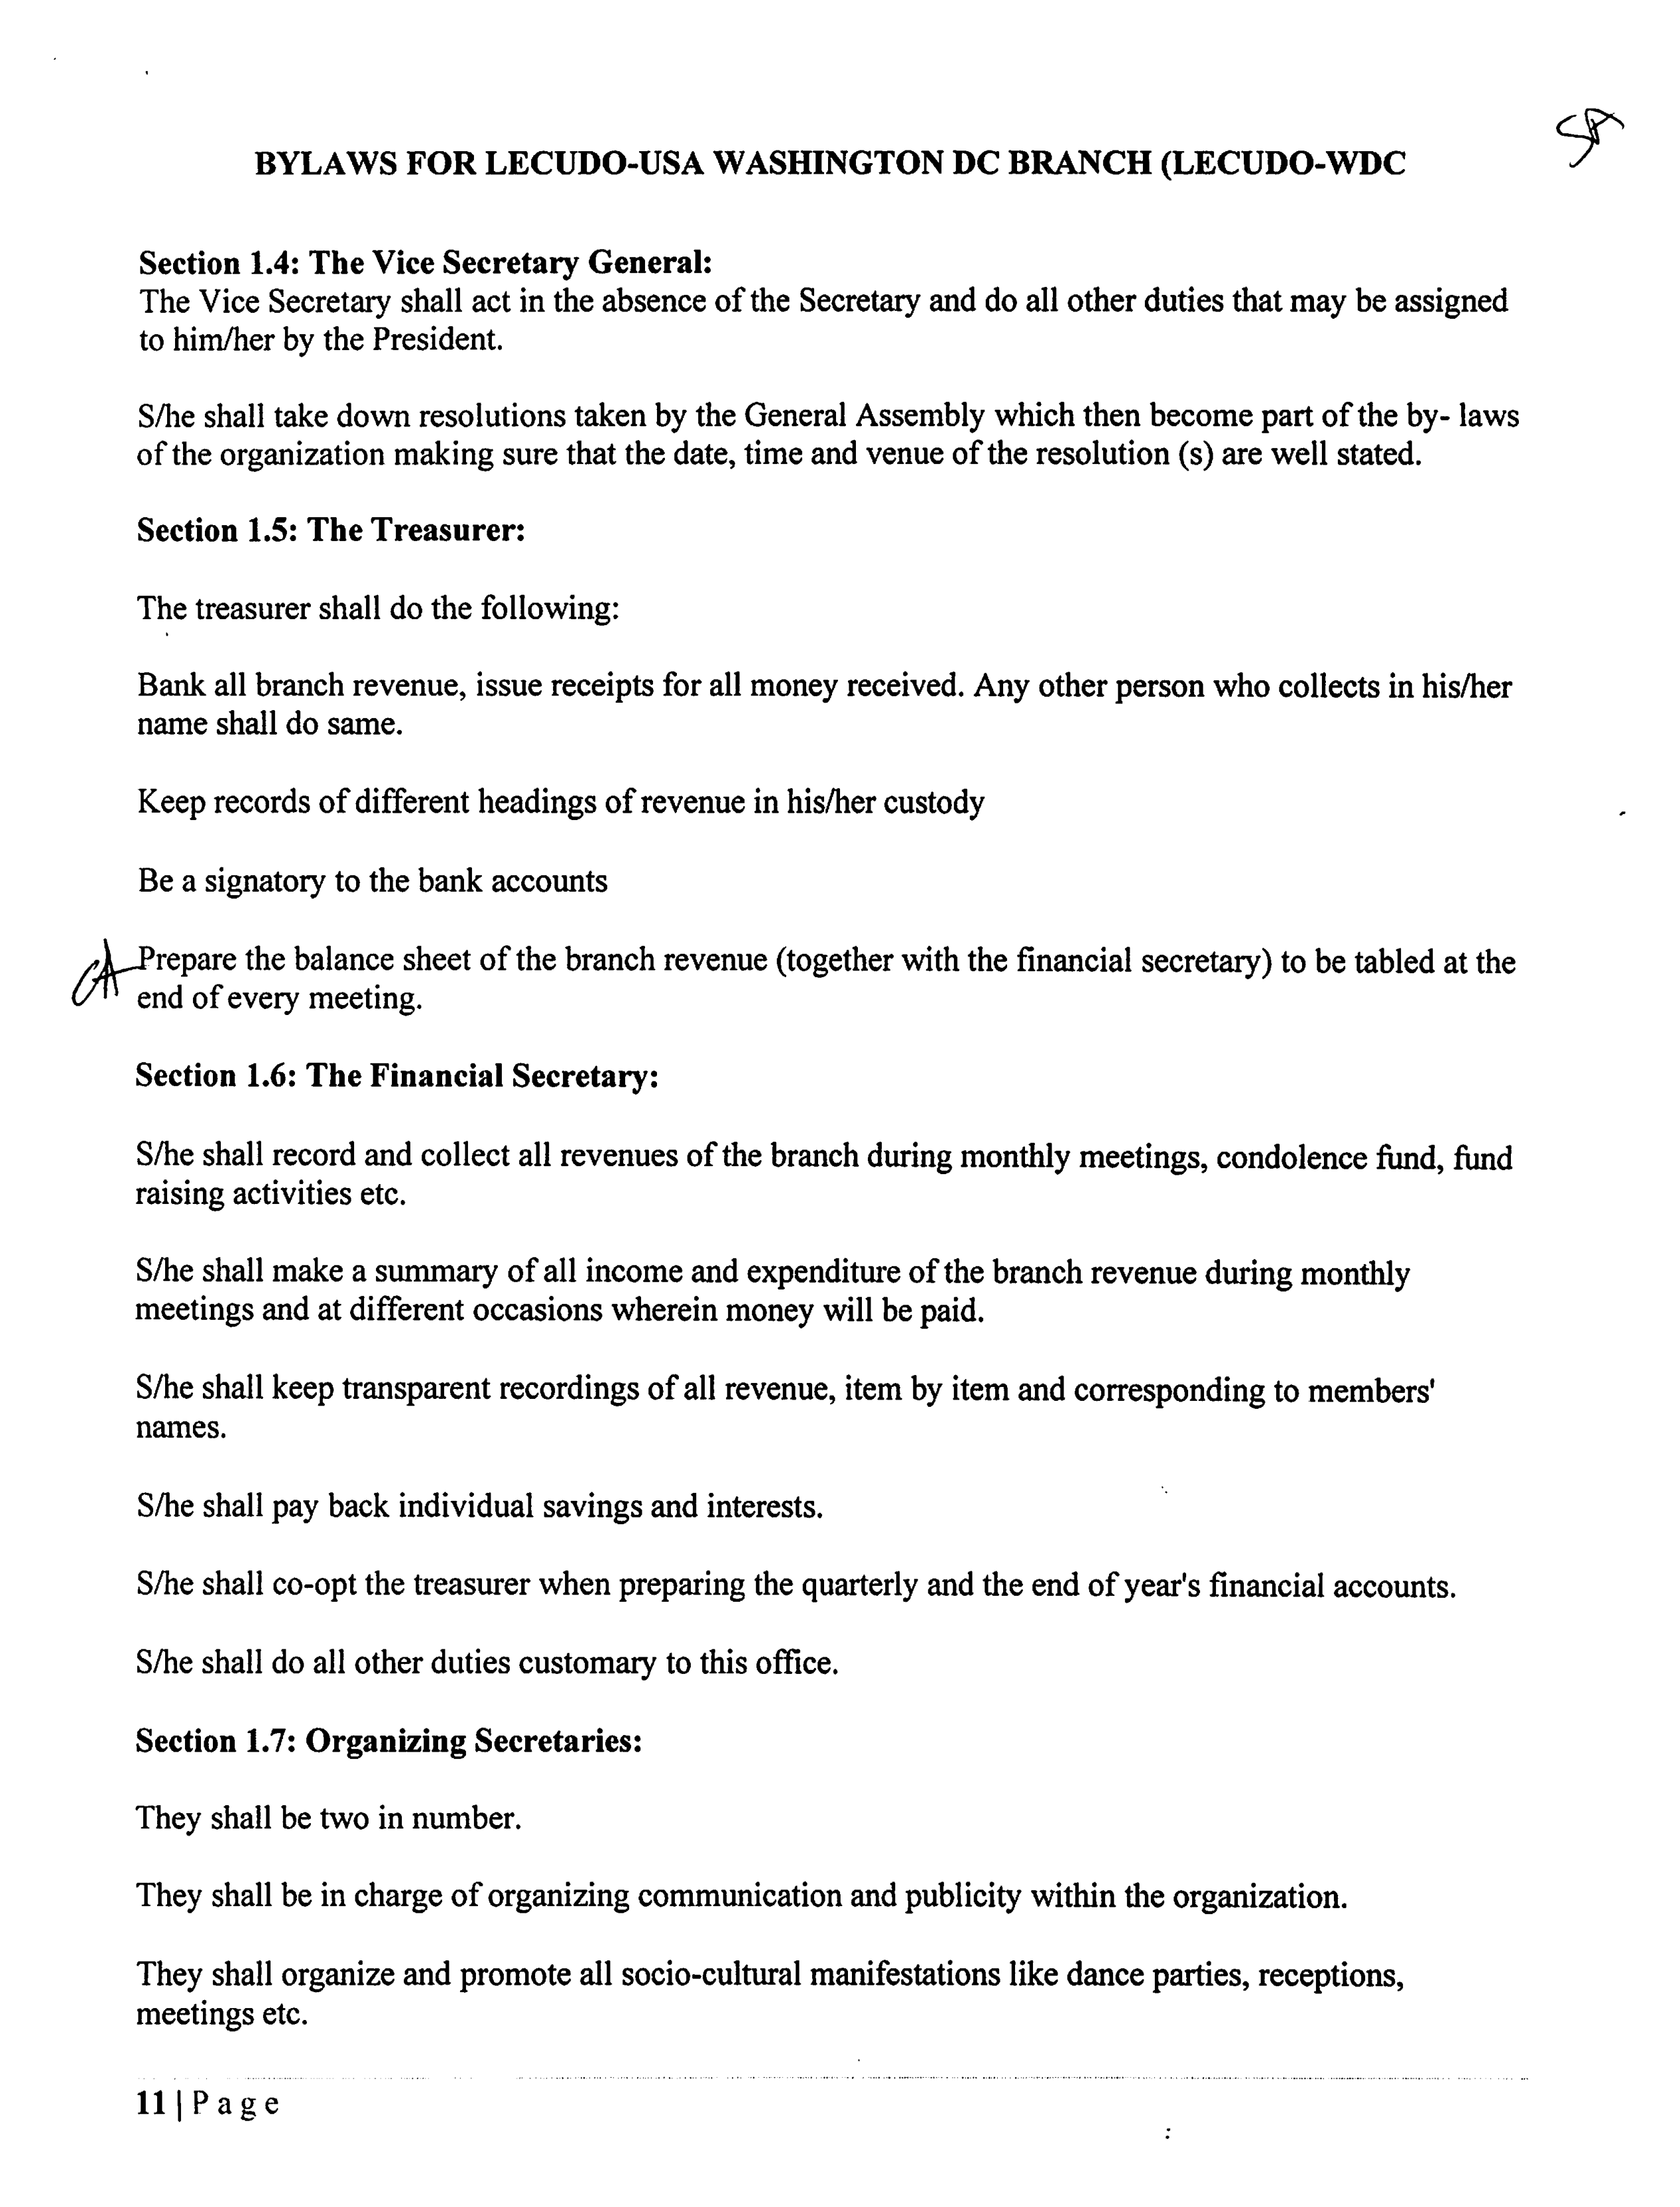 BYLAWS FOR LECUDO-USA WASHINGTON DC BRANCH (LECUDO-WDC
Section 1.4: The Vice Secretary General:
The Vice Secretary shall act in the absence of the Secretary and do all other duties that may be assigned
to him/her by the President.
S/he shall take down resolutions taken by the General Assembly which then become part of the by- laws
of the organization making sure that the date, time and venue of the resolution (s) are well stated.
Section 1.5: The Treasurer:
The treasurer shall do the following:
Bank all branch revenue, issue receipts for all money received. Any other person who collects in his/her
name shall do same.
Keep records of different headings of revenue in his/her custody
Be a signatory to the bank accounts
Prepare the balance sheet of the branch revenue (together with the financial secretary) to be tabled at the
end of every meeting.
Section 1.6: The Financial Secretary:
S/he shall record and collect all revenues of the branch during monthly meetings, condolence fund, fund
raising activities etc.
S/he shall make a summary of all income and expenditure of the branch revenue during monthly
meetings and at different occasions wherein money will be paid.
S/he shall keep transparent recordings of all revenue, item by item and corresponding to members'
names.
S/he shall pay back individual savings and interests.
S/he shall co-opt the treasurer when preparing the quarterly and the end of year's financial accounts.
S/he shall do all other duties customary to this office.
Section 1.7: Organizing Secretaries:
They shall be two in number.
They shall be in charge of organizing communication and publicity within the organization.
They shall organize and promote all socio-cultural manifestations like dance parties, receptions,
meetings etc.
11 | P a g e